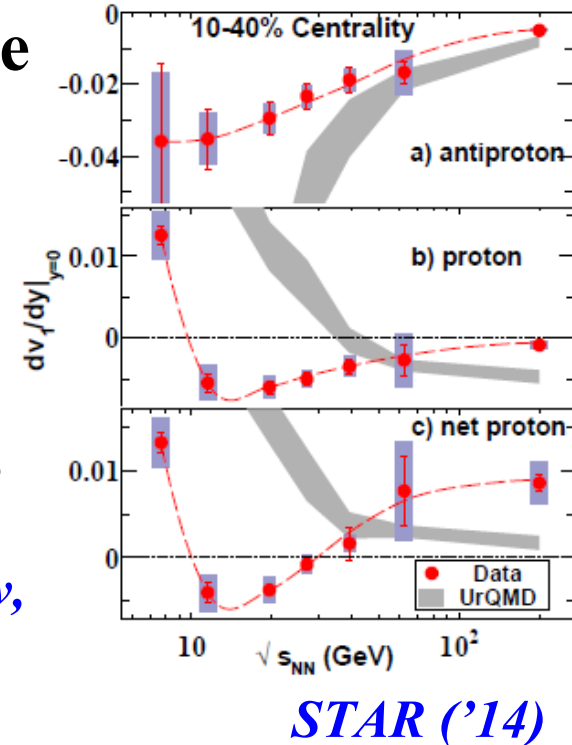 e
10-40% Centrality
0
-0.02
-0.04
a) antiproton
0.01
b) proton
0
dv₁/dy|y=0
c) net proton
0.01
0
y,
Data
UrQMD
10
√ sNN (GeV)
10²
STAR ('14)